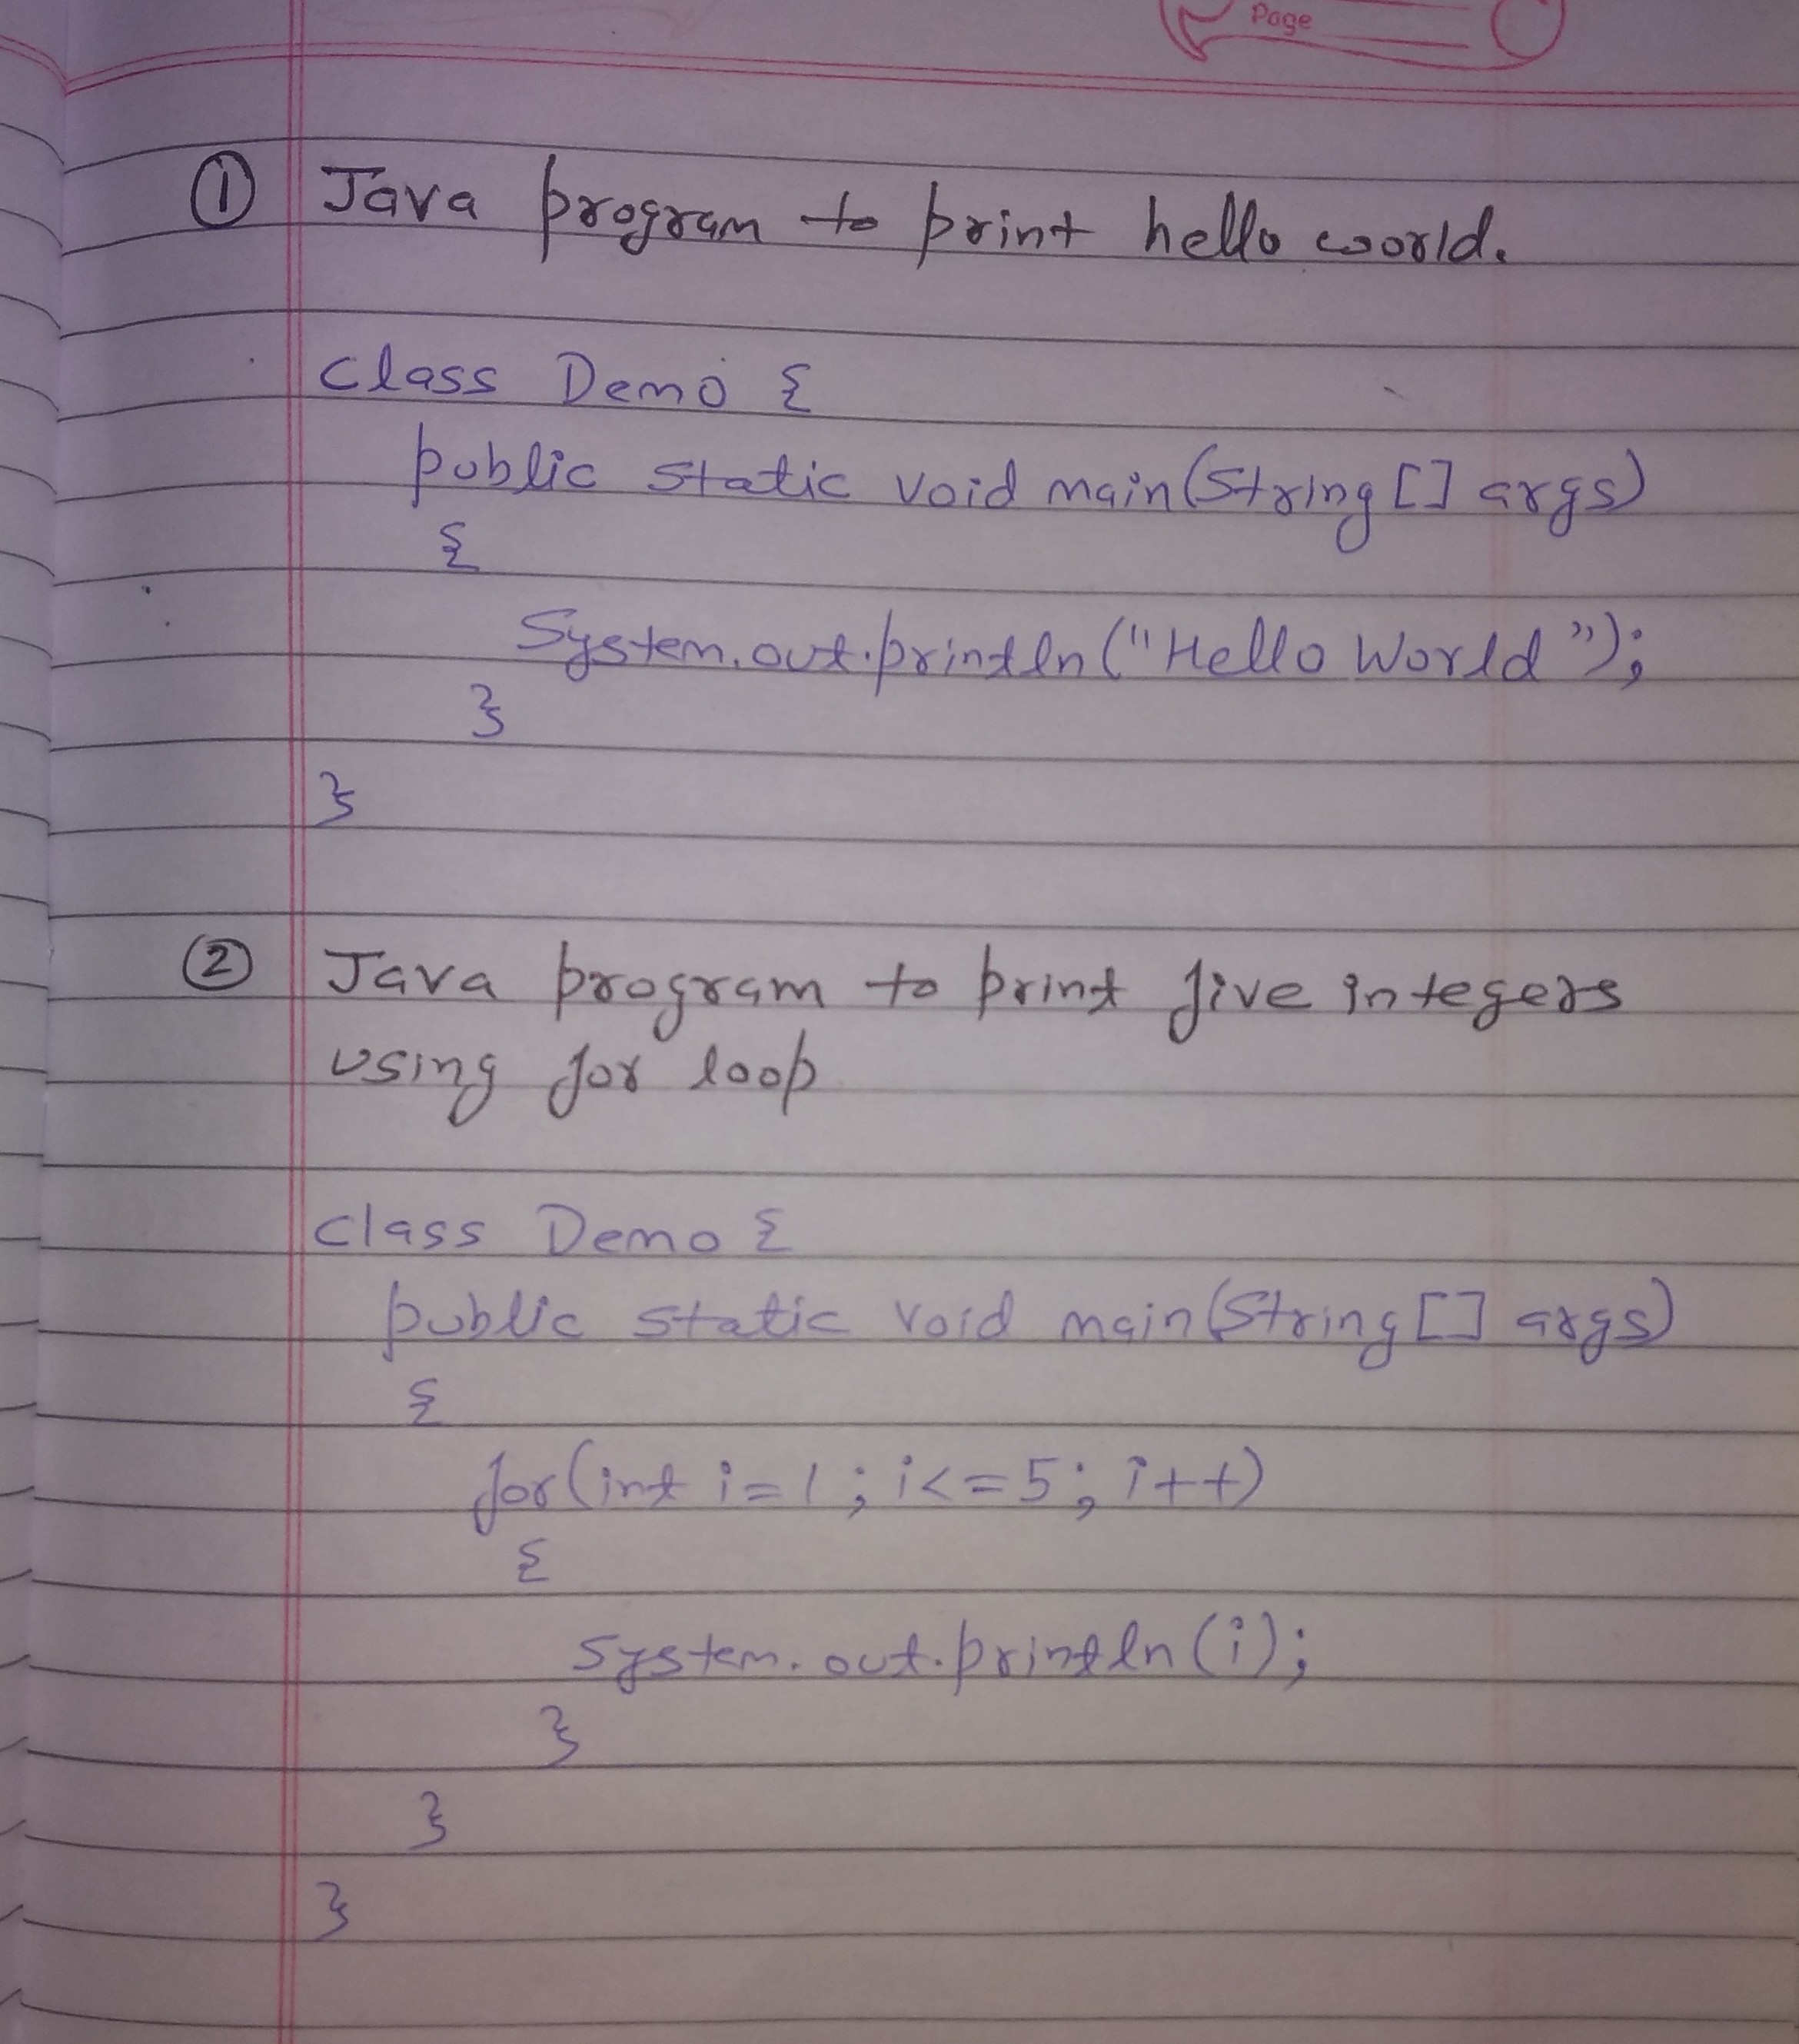 Page
① Java program to print hello world.
class Demo {
public static void main(String [] args)
{
System.out.println("Hello World");
}
}
② Java program to print five integers
using for loop
class Demo {
public static void main(String [] args)
{
for(int i=1; i<=5; i++)
{
System.out.println(i);
}
}
}